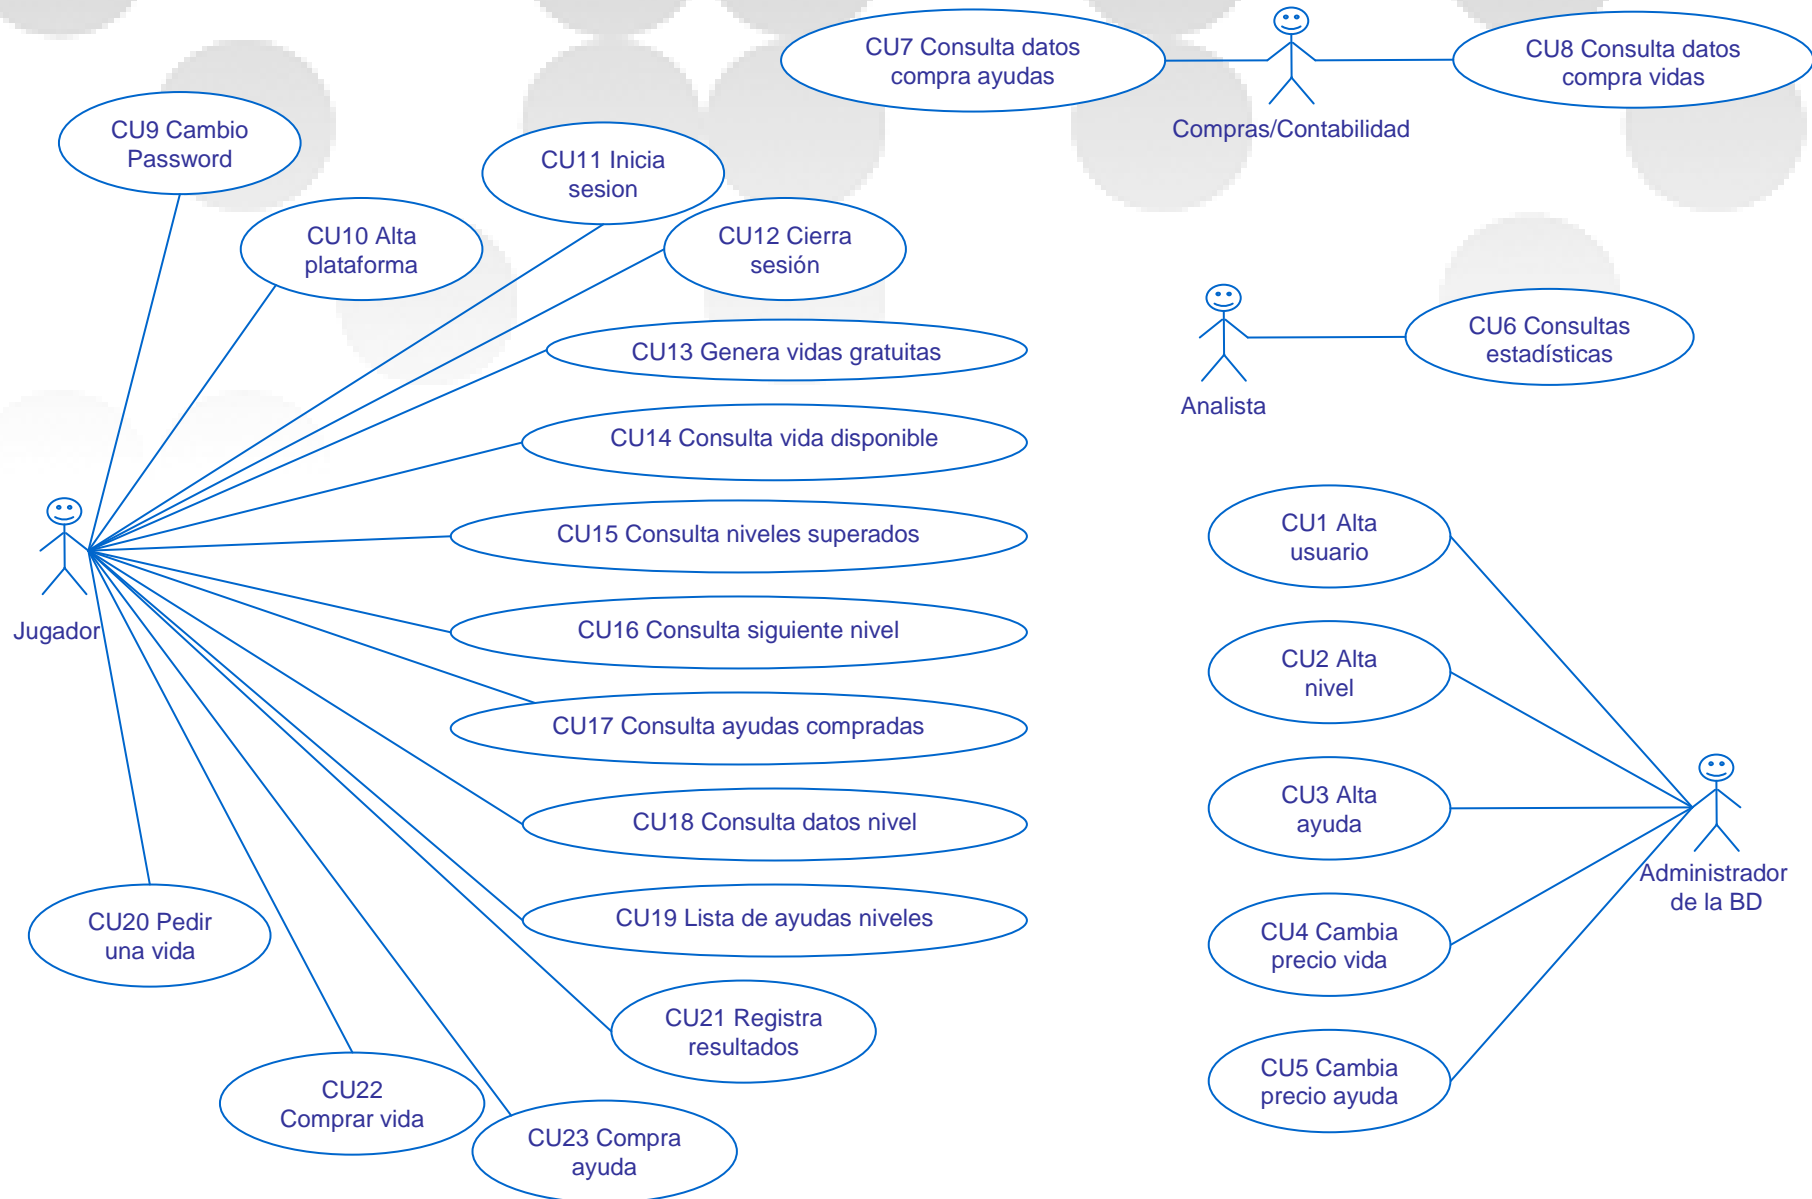 CU7 Consulta datos
compra ayudas
CU8 Consulta datos
compra vidas
Compras/Contabilidad
CU9 Cambio
Password
CU11 Inicia
sesion
CU10 Alta
plataforma
CU12 Cierra
sesión
CU13 Genera vidas gratuitas
CU6 Consultas
estadísticas
Analista
CU14 Consulta vida disponible
CU15 Consulta niveles superados
CU1 Alta
usuario
Jugador
CU16 Consulta siguiente nivel
CU2 Alta
nivel
CU17 Consulta ayudas compradas
CU18 Consulta datos nivel
CU3 Alta
ayuda
Administrador
de la BD
CU20 Pedir
una vida
CU19 Lista de ayudas niveles
CU4 Cambia
precio vida
CU21 Registra
resultados
CU5 Cambia
precio ayuda
CU22
Comprar vida
CU23 Compra
ayuda